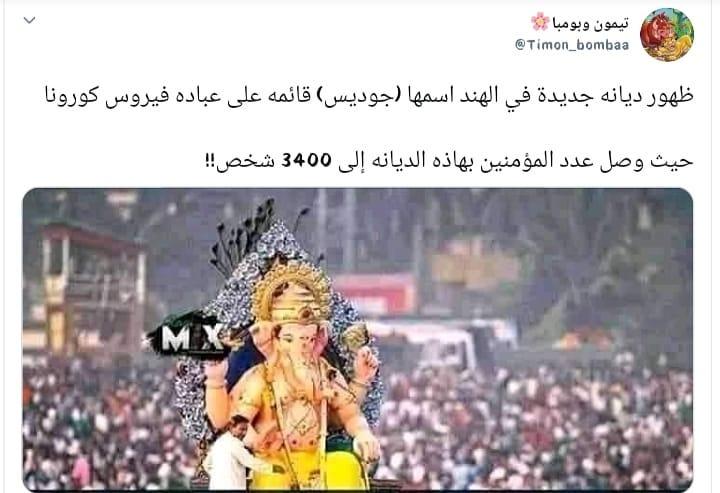 تيمون وبومبا🌸
@Timon_bombaa
ظهور ديانه جديدة في الهند اسمها (جوديس) قائمه على عباده فيروس كورونا
حيث وصل عدد المؤمنين بهاذه الديانه إلى 3400 شخص!!
MIX